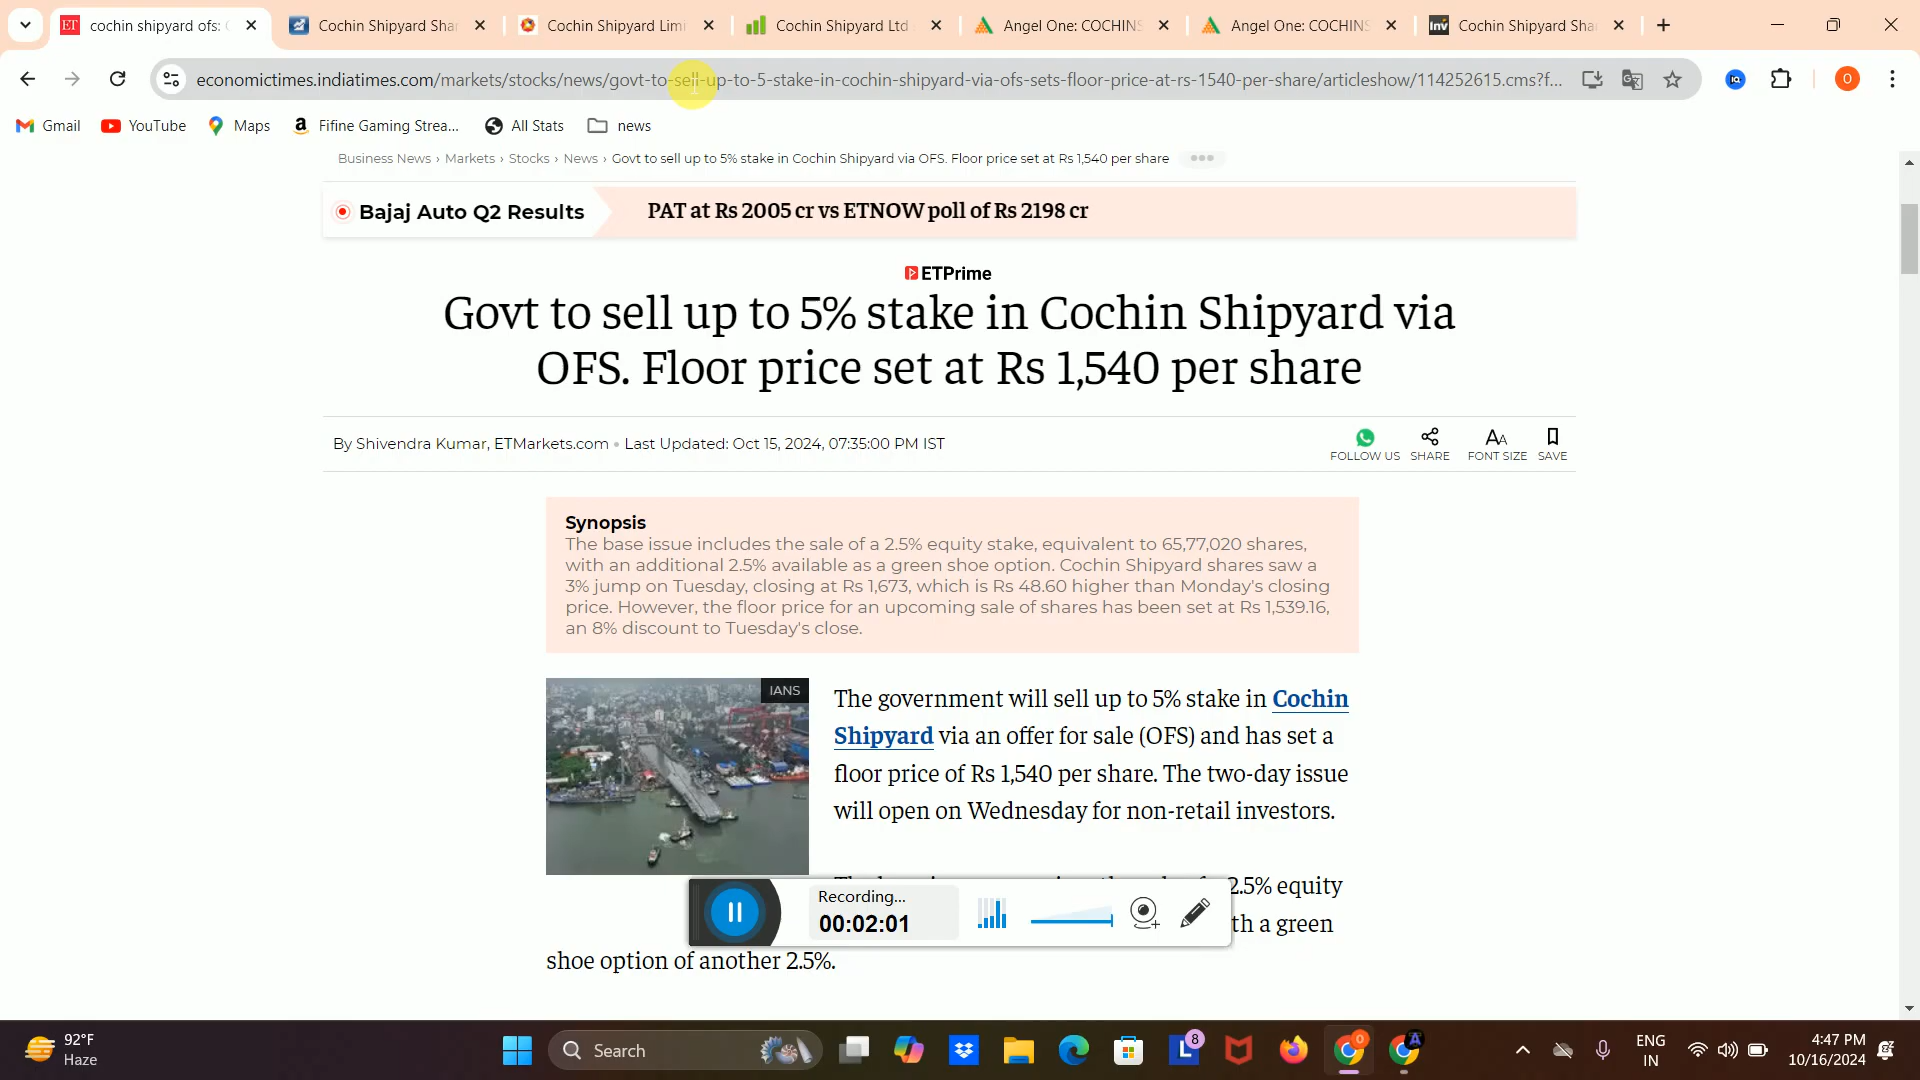 cochin shipyard ofs:
Cochin Shipyard Sha
Cochin Shipyard Limi
Cochin Shipyard Ltd
Angel One: COCHINS
Angel One: COCHINS
Inv
Cochin Shipyard Sha
economictimes.indiatimes.com/markets/stocks/news/govt-to-sell-up-to-5-stake-in-cochin-shipyard-via-ofs-sets-floor-price-at-rs-1540-per-share/articleshow/114252615.cms?f...
O
Gmail YouTube Maps Fifine Gaming Strea... All Stats news
Business News › Markets › Stocks › News › Govt to sell up to 5% stake in Cochin Shipyard via OFS. Floor price set at Rs 1,540 per share
Bajaj Auto Q2 Results PAT at Rs 2005 cr vs ETNOW poll of Rs 2198 cr
ETPrime
Govt to sell up to 5% stake in Cochin Shipyard via
OFS. Floor price set at Rs 1,540 per share
By Shivendra Kumar, ETMarkets.com • Last Updated: Oct 15, 2024, 07:35:00 PM IST
FOLLOW US SHARE FONT SIZE SAVE
Synopsis
The base issue includes the sale of a 2.5% equity stake, equivalent to 65,77,020 shares,
with an additional 2.5% available as a green shoe option. Cochin Shipyard shares saw a
3% jump on Tuesday, closing at Rs 1,673, which is Rs 48.60 higher than Monday's closing
price. However, the floor price for an upcoming sale of shares has been set at Rs 1,539.16,
an 8% discount to Tuesday's close.
IANS
The government will sell up to 5% stake in Cochin
Shipyard via an offer for sale (OFS) and has set a
floor price of Rs 1,540 per share. The two-day issue
will open on Wednesday for non-retail investors.
2.5% equity
th a green
shoe option of another 2.5%.
Recording...
00:02:01
92°F
Haze
Search
8
ENG
IN
4:47 PM
10/16/2024